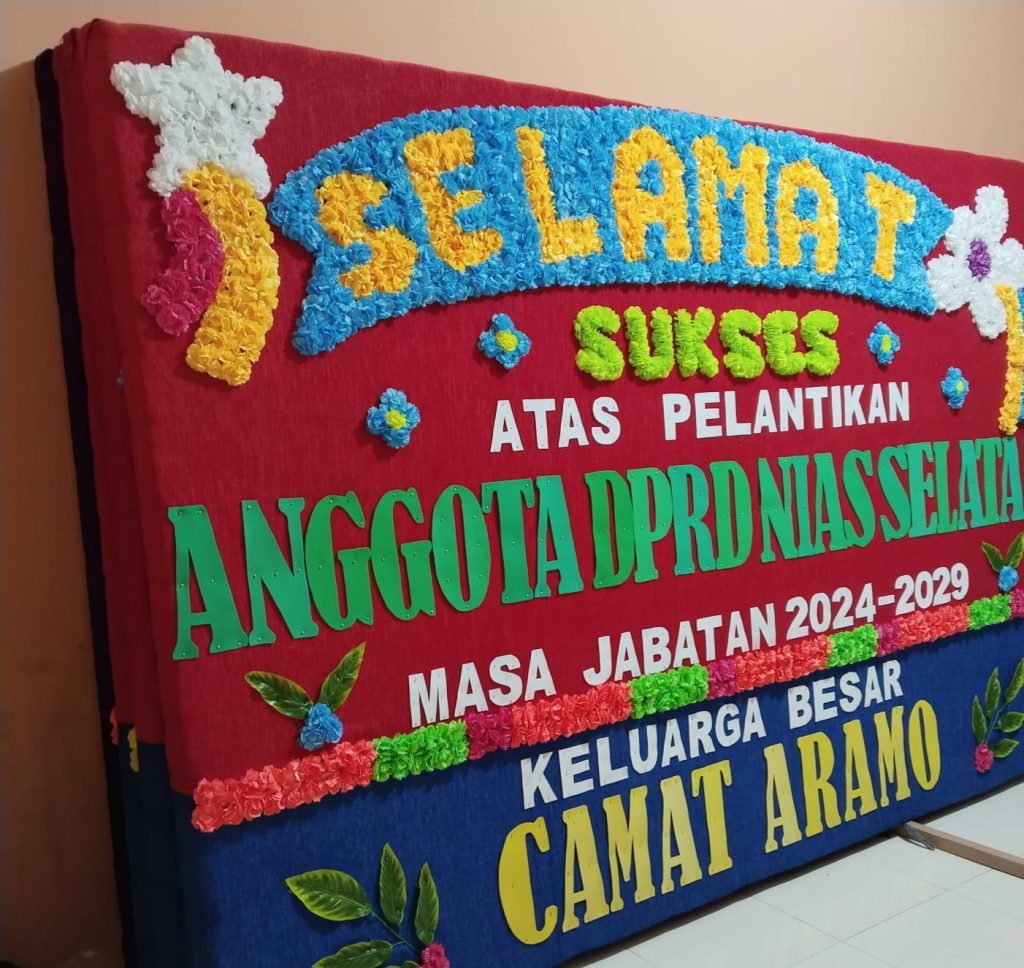 SELAMAT
SUKSES
ATAS PELANTIKAN
ANGGOTA DPRD NIAS SELATA
MASA JABATAN 2024-2029
KELUARGA BESAR
CAMAT ARAMO